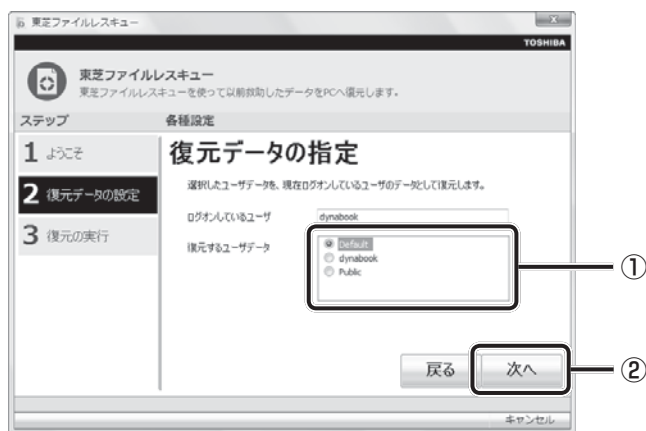 東芝ファイルレスキュー
TOSHIBA
東芝ファイルレスキュー
東芝ファイルレスキューを使って以前救助したデータをPCへ復元します。
ステップ
各種設定
1 ようこそ
2 復元データの設定
3 復元の実行
復元データの指定
選択したユーザデータを、現在ログオンしているユーザのデータとして復元します。
ログオンしているユーザ
dynabook
復元するユーザデータ
Default
dynabook
Public
①
戻る
次へ
②
キャンセル